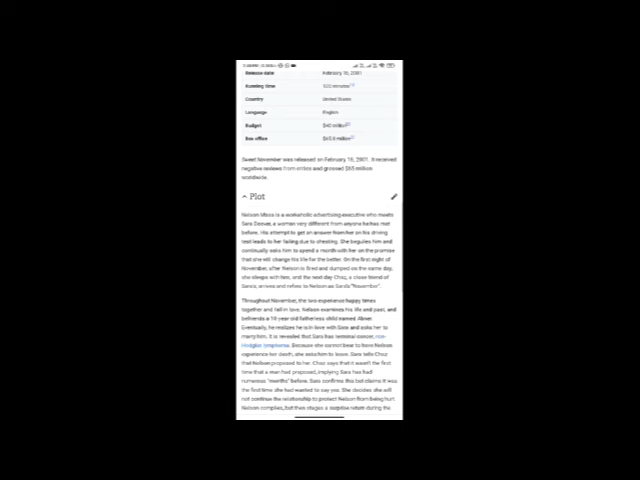 Release date February 16, 2001
Running time 120 minutes
Country United States
Language English
Budget $40 million
Box office $65.8 million
Sweet November was released on February 16, 2001. It received
negative reviews from critics and grossed $65 million
worldwide.
Plot
Nelson Moss is a workaholic advertising executive who meets
Sara Deever, a woman very different from anyone he has met
before. His attempt to get an answer from her on his driving
test leads to her failing due to cheating. She beguiles him and
continually asks him to spend a month with her on the promise
that she will change his life for the better. On the first night of
November, after Nelson is fired and dumped on the same day,
she sleeps with him, and the next day Chaz, a close friend of
Sara's, arrives and refers to Nelson as Sara's "November".
Throughout November, the two experience happy times
together and fall in love. Nelson examines his life and past, and
befriends a 10 year old fatherless child named Abner.
Eventually, he realizes he is in love with Sara and asks her to
marry him. It is revealed that Sara has terminal cancer, non-
Hodgkin lymphoma. Because she cannot bear to have Nelson
experience her death, she asks him to leave. Sara tells Chaz
that Nelson proposed to her. Chaz says that it wasn't the first
time that a man had proposed, implying Sara has had
numerous "months" before. Sara confirms this but claims it was
the first time she had wanted to say yes. She decides she will
not continue the relationship to protect Nelson from being hurt.
Nelson complies, but then stages a surprise return during the